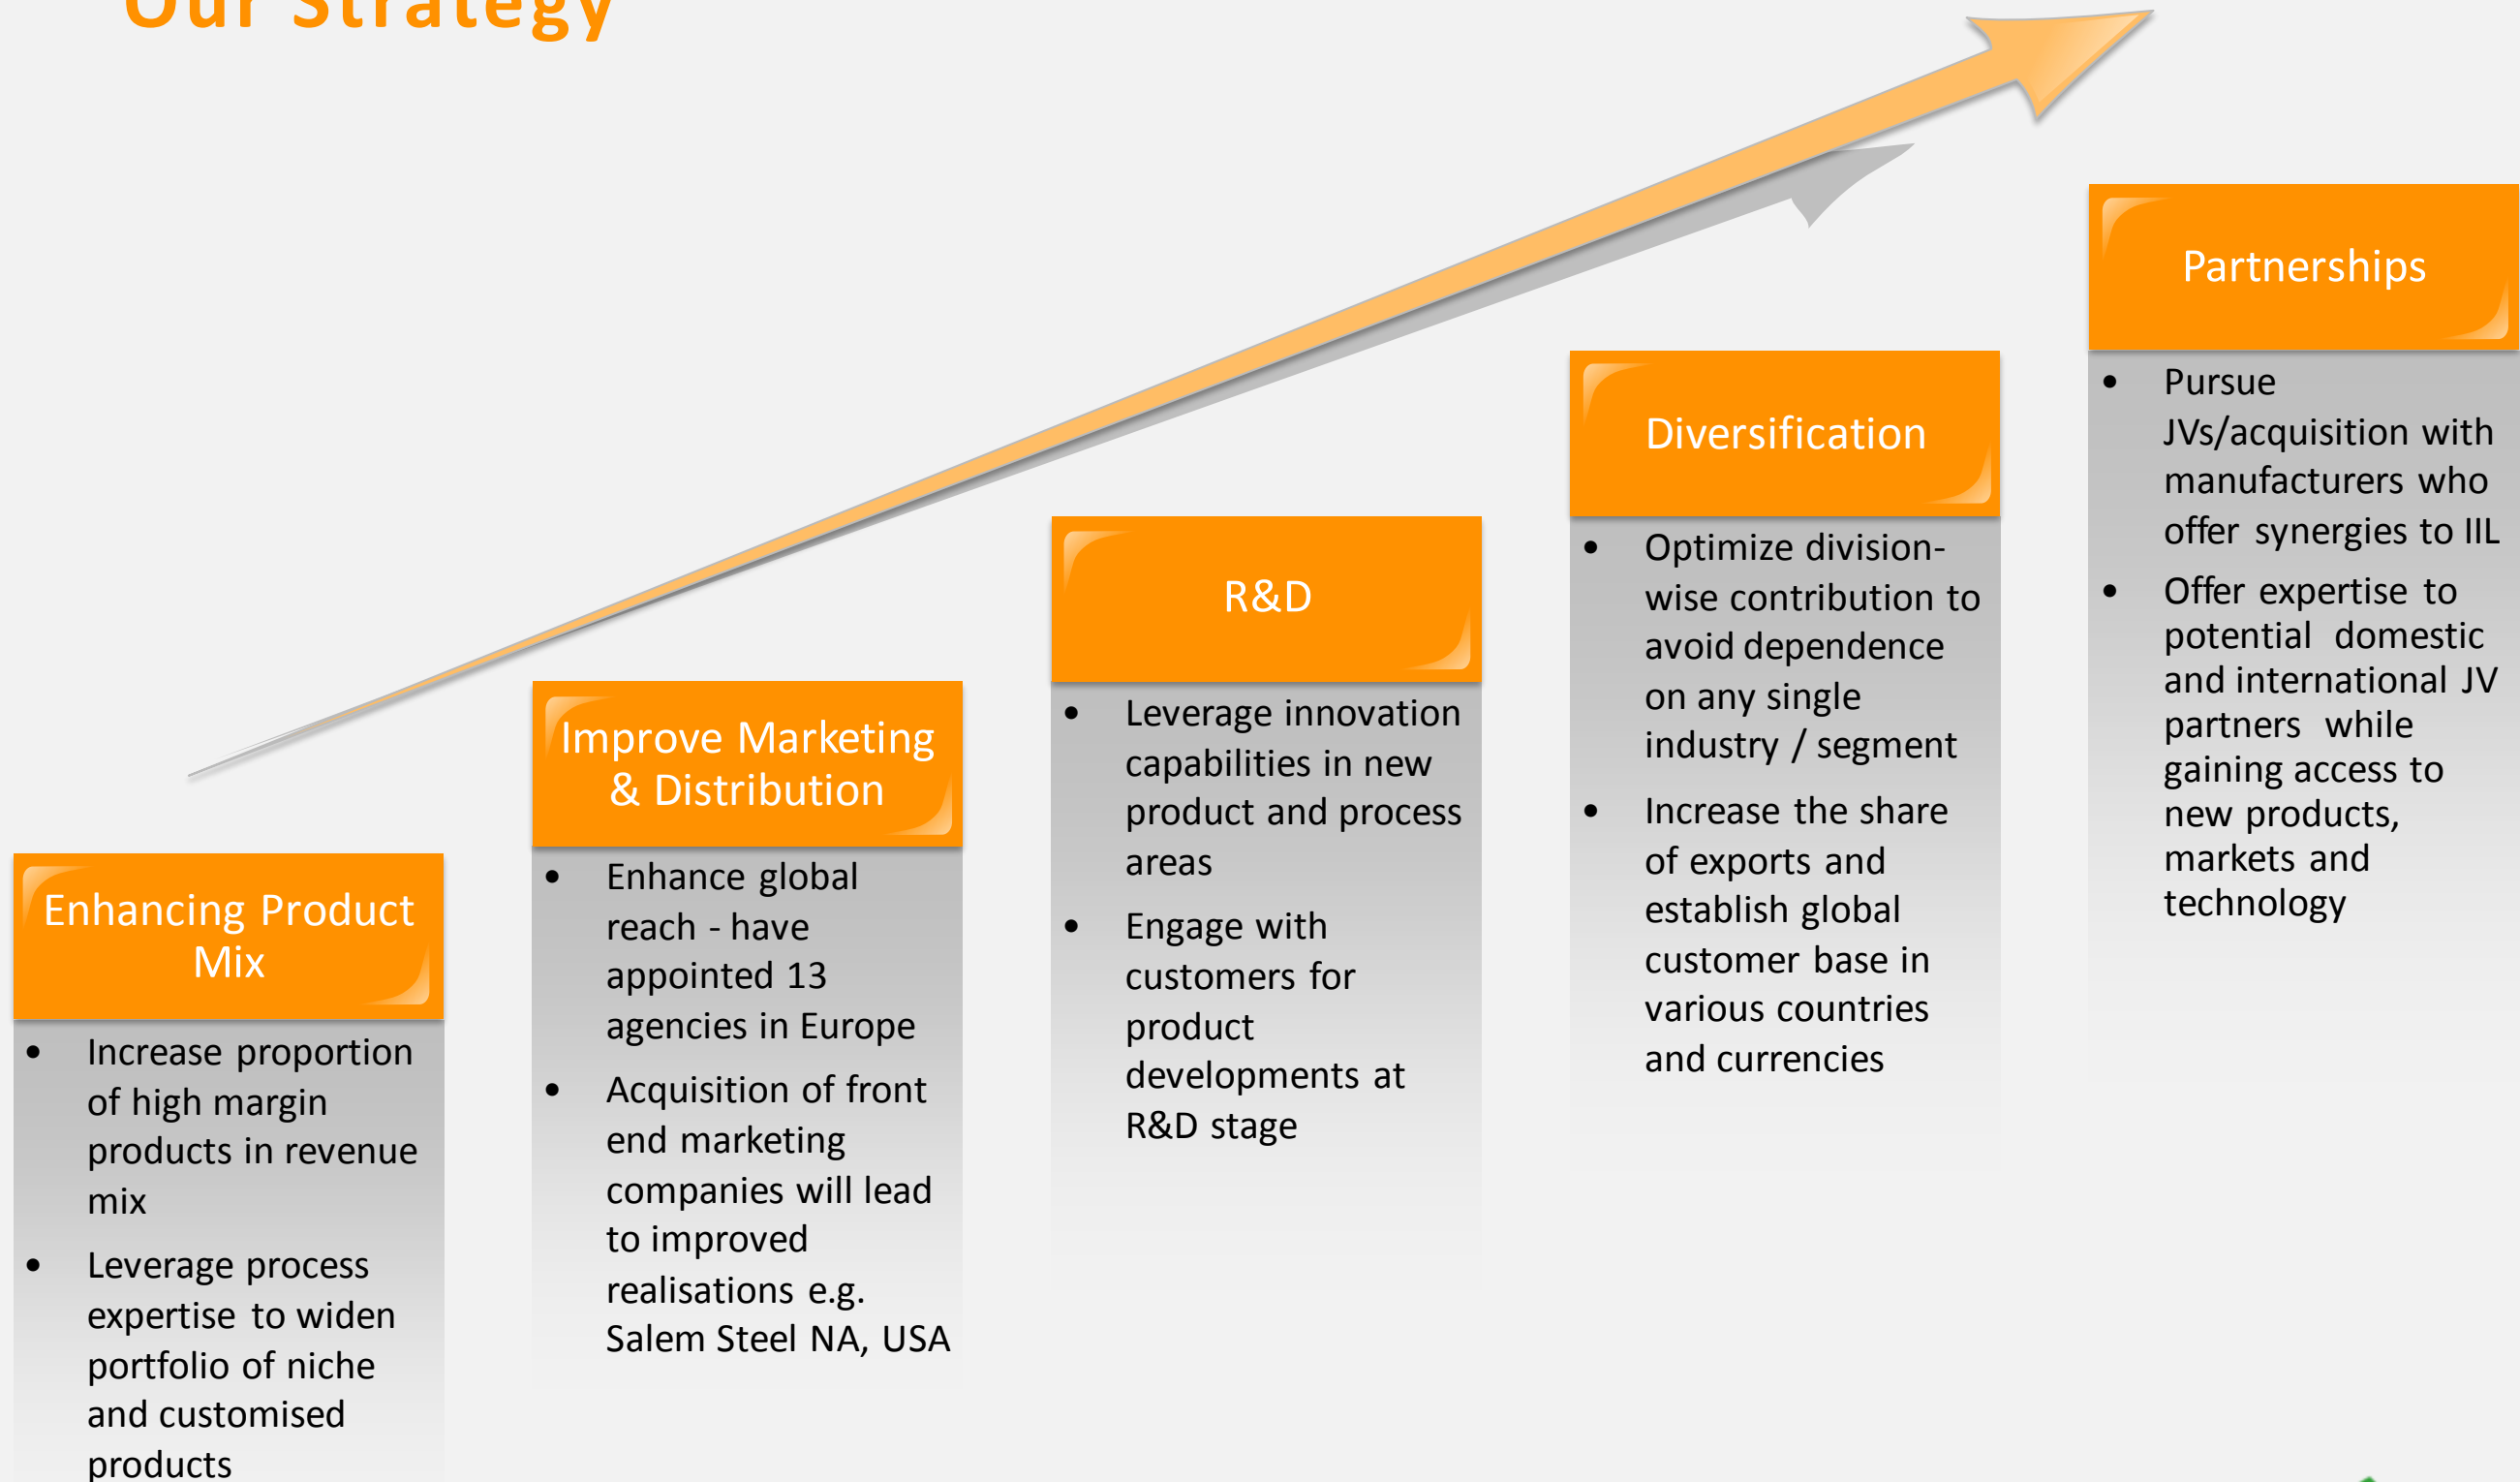 Our Strategy
Partnerships
• Pursue
JVs/acquisition with
manufacturers who
offer synergies to IIL
• Offer expertise to
potential domestic
and international JV
partners while
gaining access to
new products,
markets and
technology
Diversification
• Optimize division-
wise contribution to
avoid dependence
on any single
industry / segment
• Increase the share
of exports and
establish global
customer base in
various countries
and currencies
R&D
• Leverage innovation
capabilities in new
product and process
areas
• Engage with
customers for
product
developments at
R&D stage
Improve Marketing
& Distribution
• Enhance global
reach - have
appointed 13
agencies in Europe
• Acquisition of front
end marketing
companies will lead
to improved
realisations e.g.
Salem Steel NA, USA
Enhancing Product
Mix
• Increase proportion
of high margin
products in revenue
mix
• Leverage process
expertise to widen
portfolio of niche
and customised
products